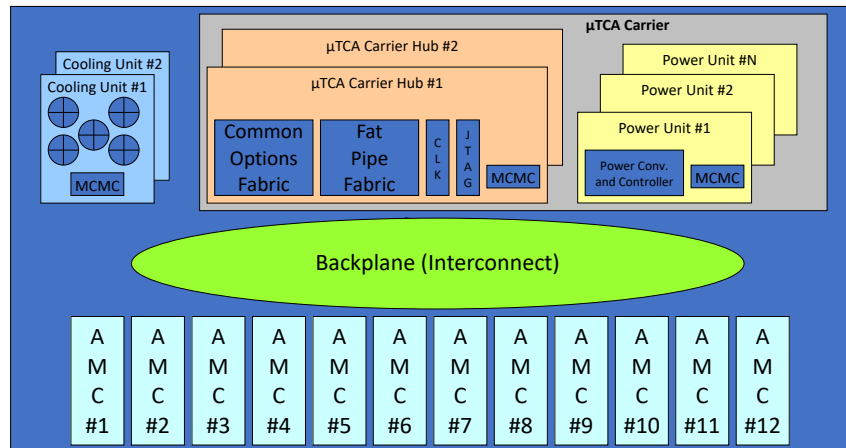 Cooling Unit #2
Cooling Unit #1
MCMC
µTCA Carrier
µTCA Carrier Hub #2
µTCA Carrier Hub #1
Common
Options
Fabric
Fat
Pipe
Fabric
C
L
K
J
T
A
G
MCMC
Power Unit #N
Power Unit #2
Power Unit #1
Power Conv.
and Controller
MCMC
Backplane (Interconnect)
A
M
C
#1
A
M
C
#2
A
M
C
#3
A
M
C
#4
A
M
C
#5
A
M
C
#6
A
M
C
#7
A
M
C
#8
A
M
C
#9
A
M
C
#10
A
M
C
#11
A
M
C
#12